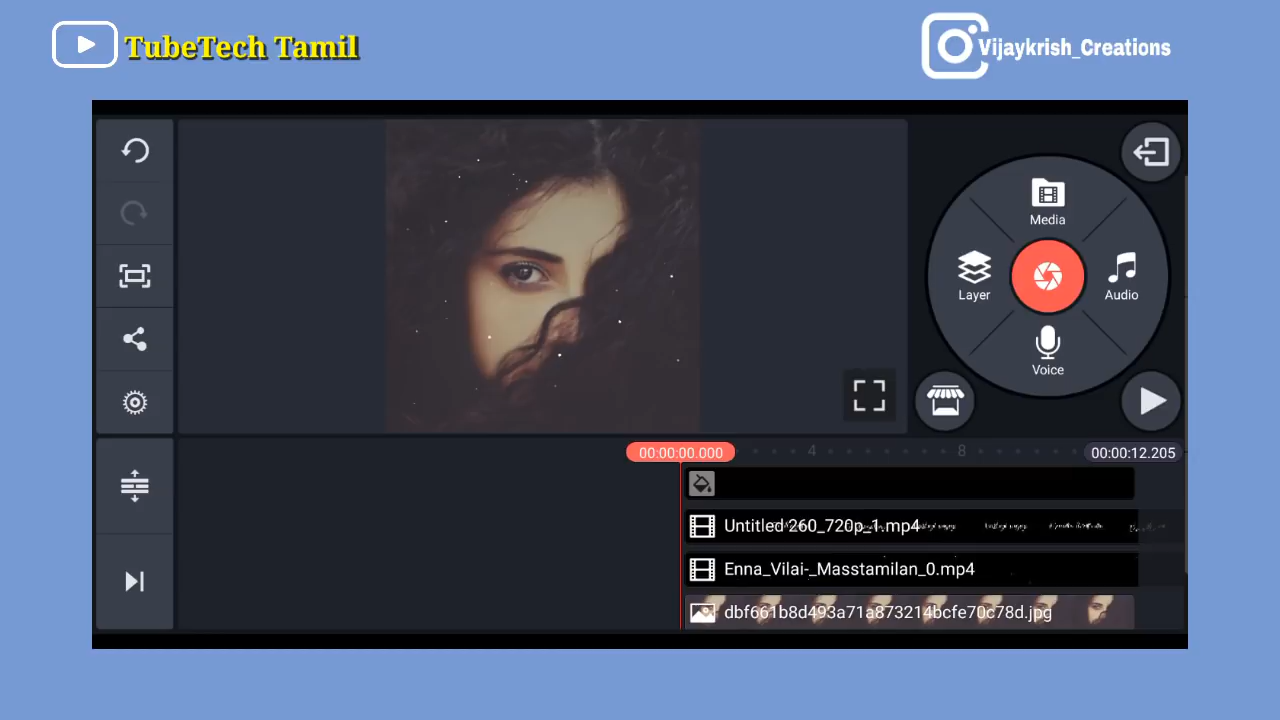 TubeTech Tamil
Vijaykrish_Creations
Media
Layer
Audio
Voice
00:00:00.000
4
8
00:00:12.205
Untitled 260_720p_1.mp4
Enna_Vilai-_Masstamilan_0.mp4
dbf661b8d493a71a873214bcfe70c78d.jpg